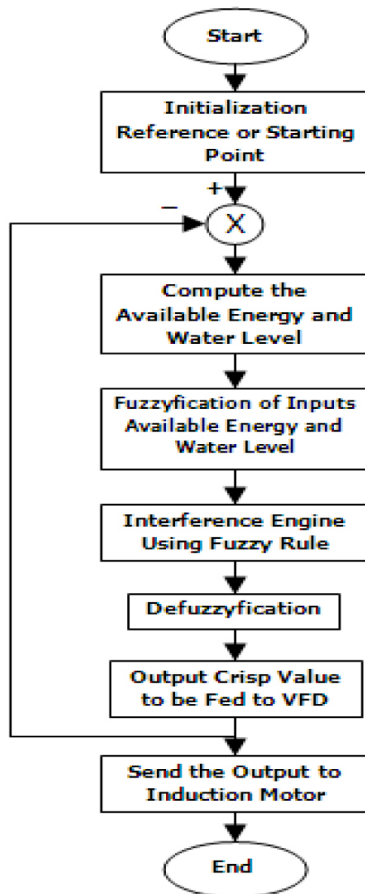 Start
Initialization
Reference or Starting
Point
+
−
X
Compute the
Available Energy and
Water Level
Fuzzyfication of Inputs
Available Energy and
Water Level
Interference Engine
Using Fuzzy Rule
Defuzzyfication
Output Crisp Value
to be Fed to VFD
Send the Output to
Induction Motor
End